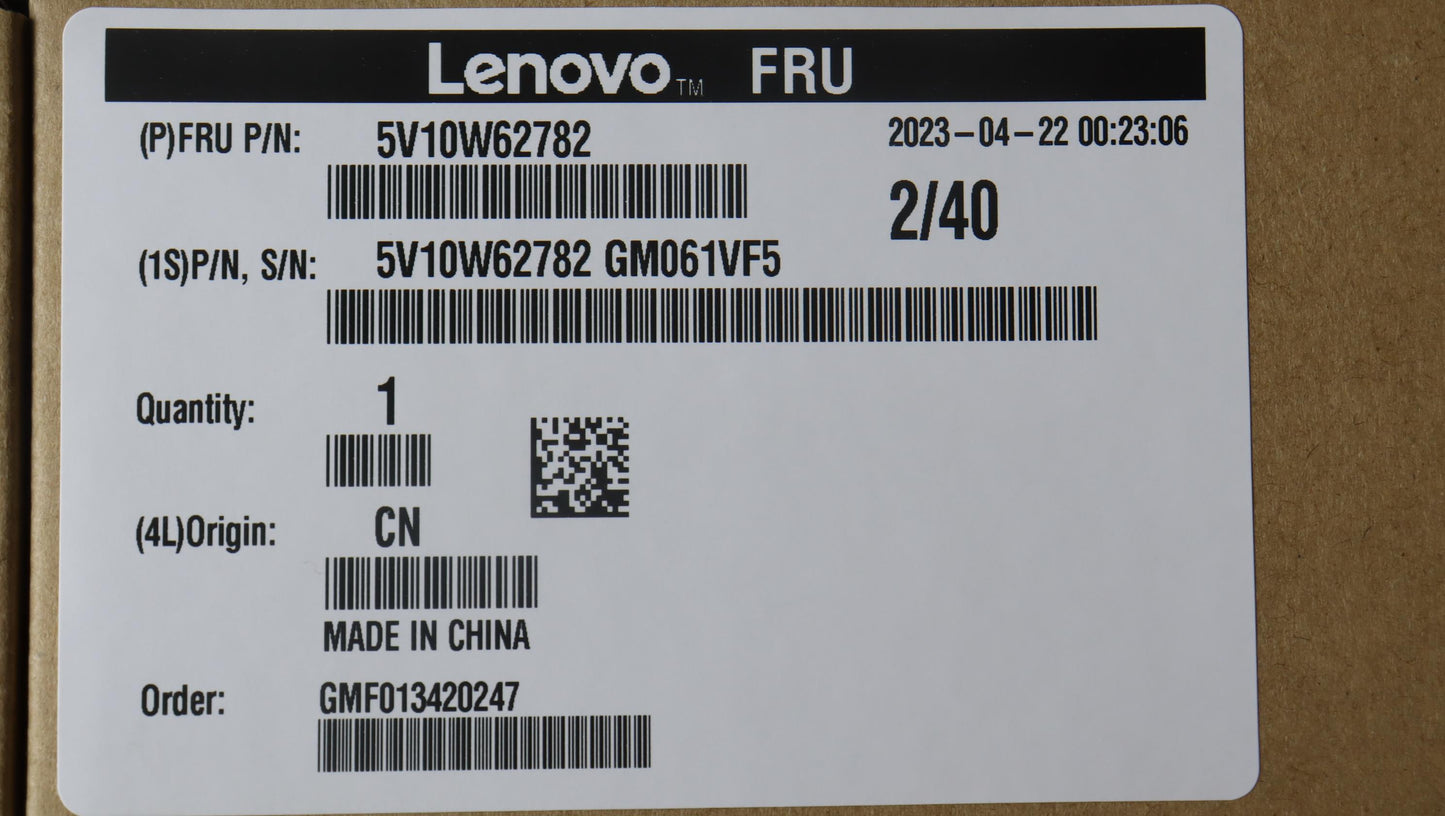 Lenovo™ FRU
(P)FRU P/N: 5V10W62782 2023-04-22 00:23:06
2/40
(1S)P/N, S/N: 5V10W62782 GM061VF5
Quantity: 1
(4L)Origin: CN
MADE IN CHINA
Order: GMF013420247